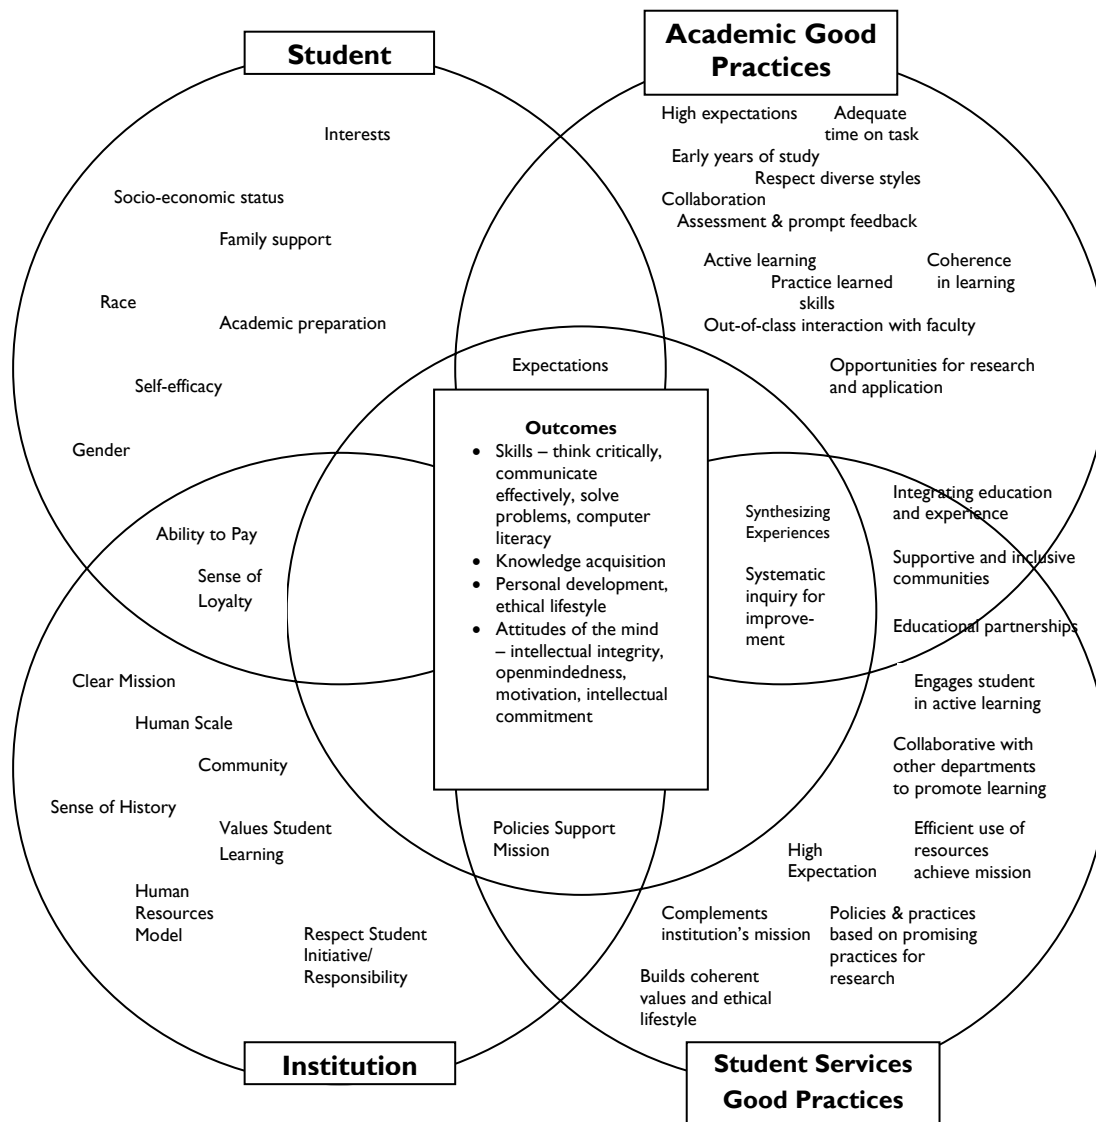 Student
Academic Good
Practices
Interests
Socio-economic status
Family support
Race
Academic preparation
Self-efficacy
Gender
High expectations
Adequate
time on task
Early years of study
Respect diverse styles
Collaboration
Assessment & prompt feedback
Active learning
Coherence
in learning
Practice learned
skills
Out-of-class interaction with faculty
Opportunities for research
and application
Expectations
Outcomes
• Skills – think critically,
communicate
effectively, solve
problems, computer
literacy
• Knowledge acquisition
• Personal development,
ethical lifestyle
• Attitudes of the mind
– intellectual integrity,
openmindedness,
motivation, intellectual
commitment
Ability to Pay
Sense of
Loyalty
Synthesizing
Experiences
Systematic
inquiry for
improve-
ment
Integrating education
and experience
Supportive and inclusive
communities
Educational partnerships
Clear Mission
Human Scale
Community
Sense of History
Values Student
Learning
Human
Resources
Model
Respect Student
Initiative/
Responsibility
Policies Support
Mission
Engages student
in active learning
Collaborative with
other departments
to promote learning
Efficient use of
resources
achieve mission
High
Expectation
Complements
institution's mission
Policies & practices
based on promising
practices for
research
Builds coherent
values and ethical
lifestyle
Institution
Student Services
Good Practices